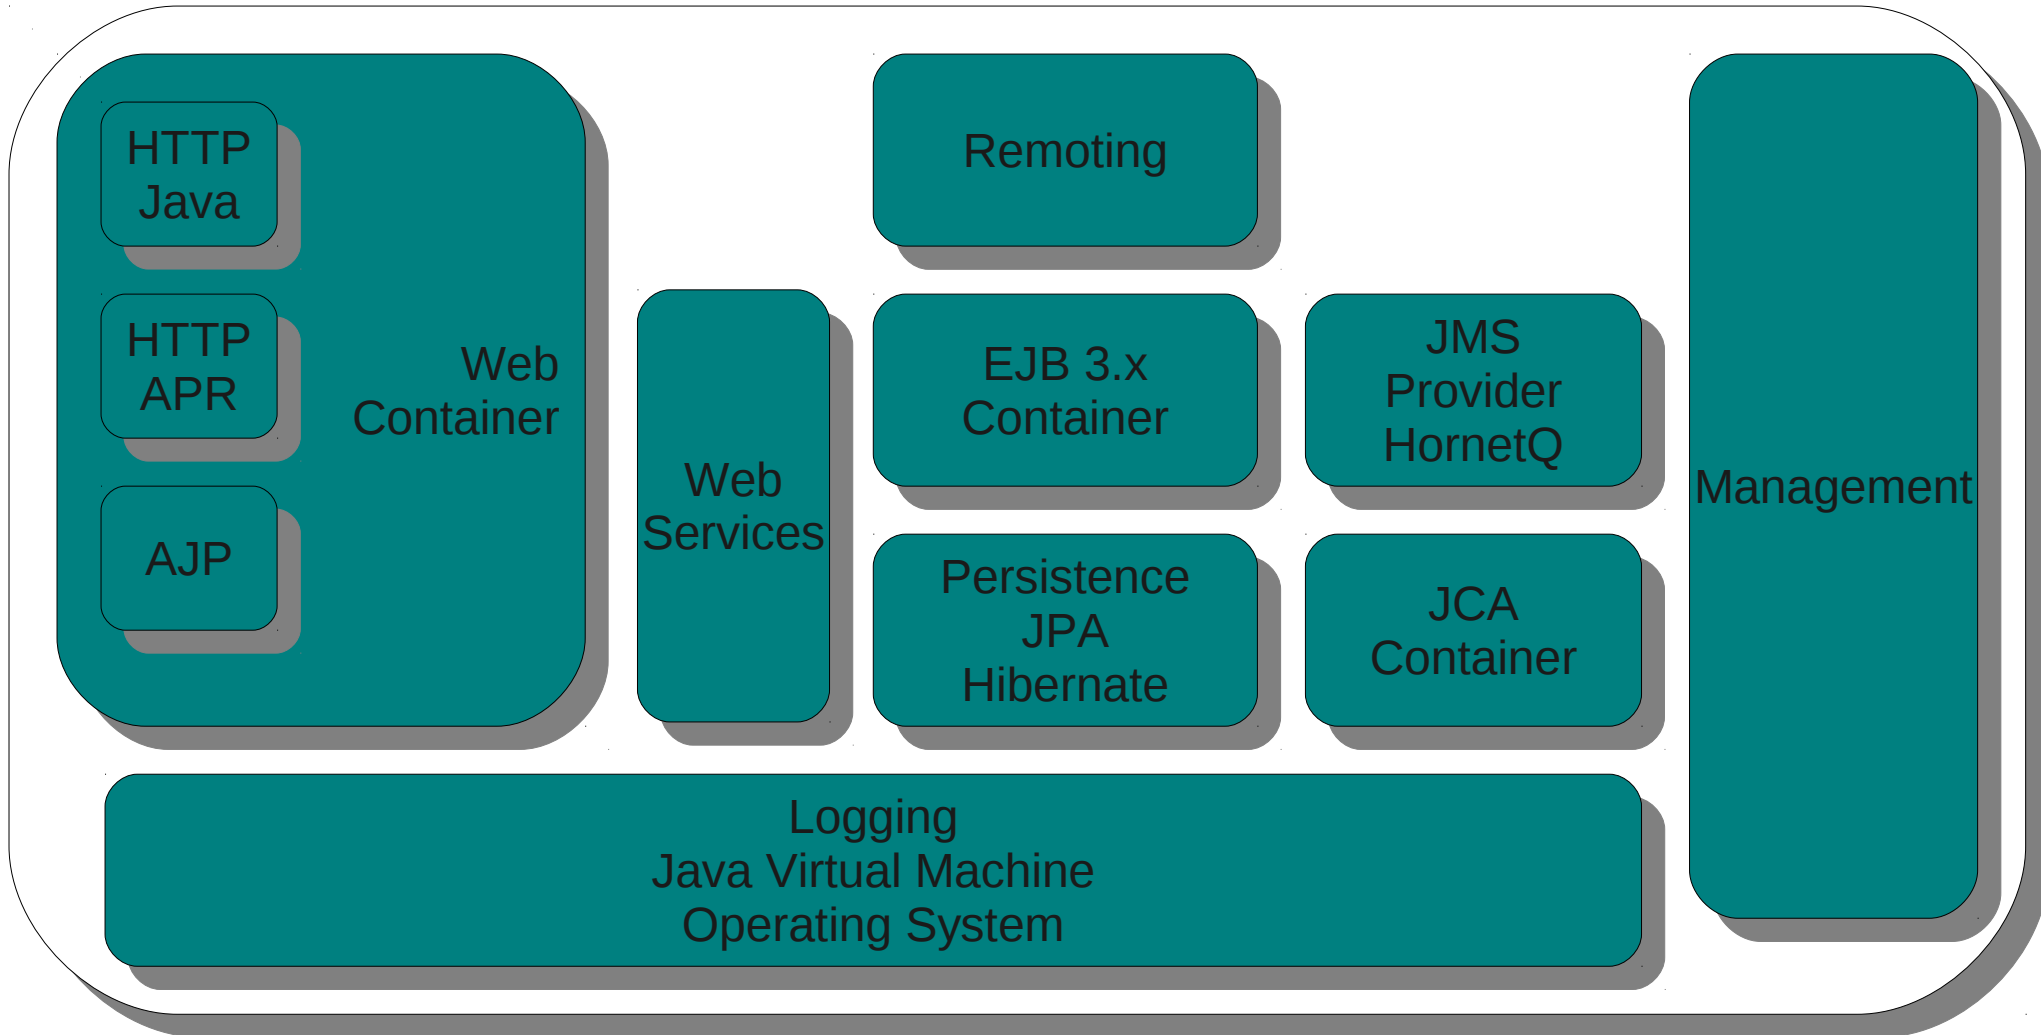 HTTP
Java
HTTP
APR
AJP
Web
Container
Web
Services
Remoting
EJB 3.x
Container
Persistence
JPA
Hibernate
JMS
Provider
HornetQ
JCA
Container
Management
Logging
Java Virtual Machine
Operating System